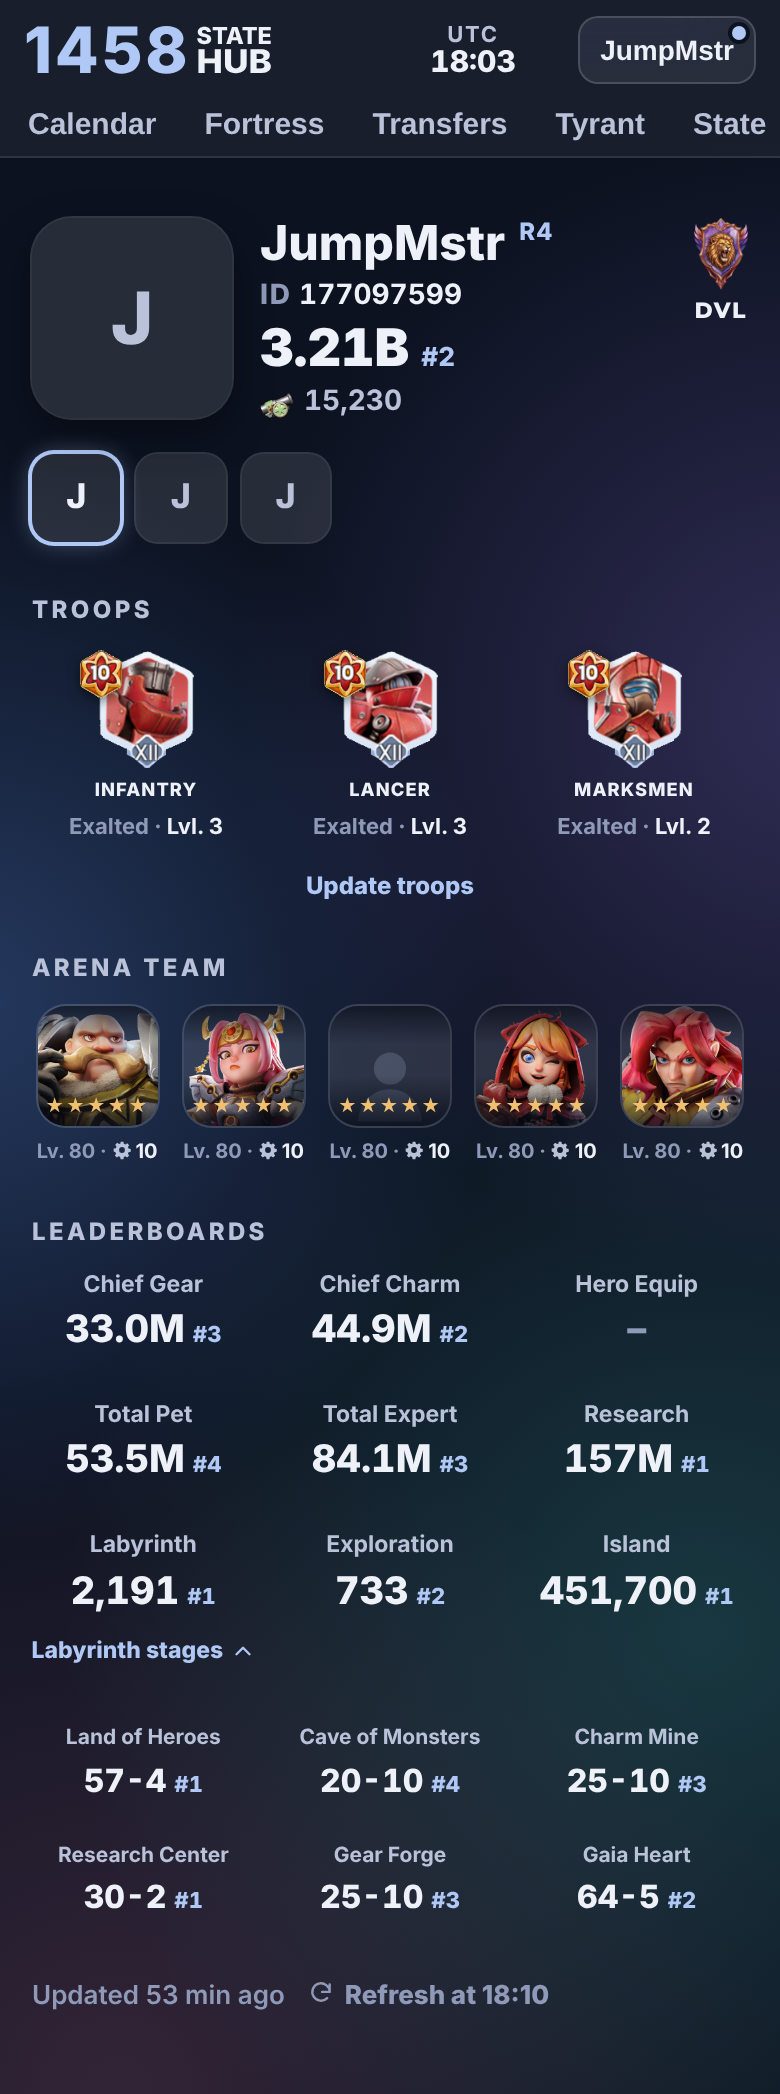 1458 STATE HUB
UTC
18:03
JumpMstr
Calendar Fortress Transfers Tyrant State
J
JumpMstr R4
ID 177097599
3.21B #2
15,230
DVL
J J J
TROOPS
10 10 10
XII XII XII
INFANTRY LANCER MARKSMEN
Exalted · Lvl. 3 Exalted · Lvl. 3 Exalted · Lvl. 2
Update troops
ARENA TEAM
Lv. 80 · 10 Lv. 80 · 10 Lv. 80 · 10 Lv. 80 · 10 Lv. 80 · 10
LEADERBOARDS
Chief Gear Chief Charm Hero Equip
33.0M #3 44.9M #2 –
Total Pet Total Expert Research
53.5M #4 84.1M #3 157M #1
Labyrinth Exploration Island
2,191 #1 733 #2 451,700 #1
Labyrinth stages
Land of Heroes Cave of Monsters Charm Mine
57-4 #1 20-10 #4 25-10 #3
Research Center Gear Forge Gaia Heart
30-2 #1 25-10 #3 64-5 #2
Updated 53 min ago Refresh at 18:10